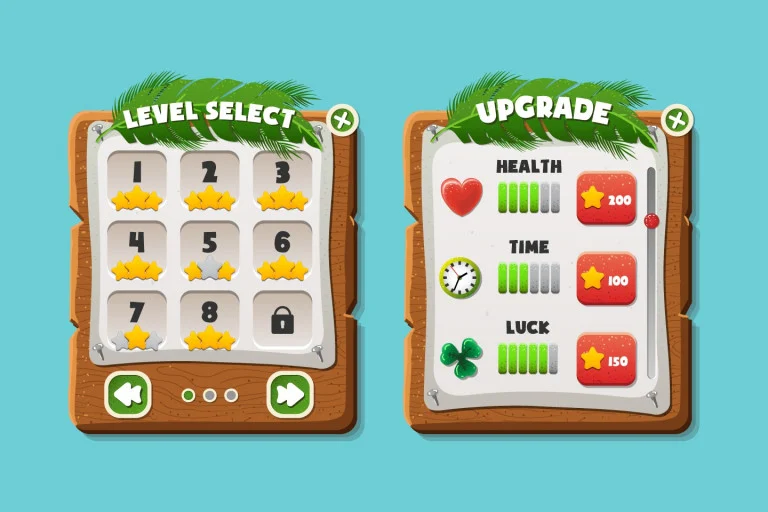 LEVEL SELECT
1 2 3
4 5 6
7 8
UPGRADE
HEALTH
200
TIME
100
LUCK
150